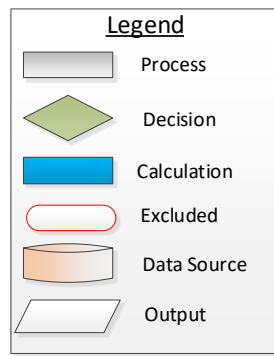 Legend
Process
Decision
Calculation
Excluded
Data Source
Output